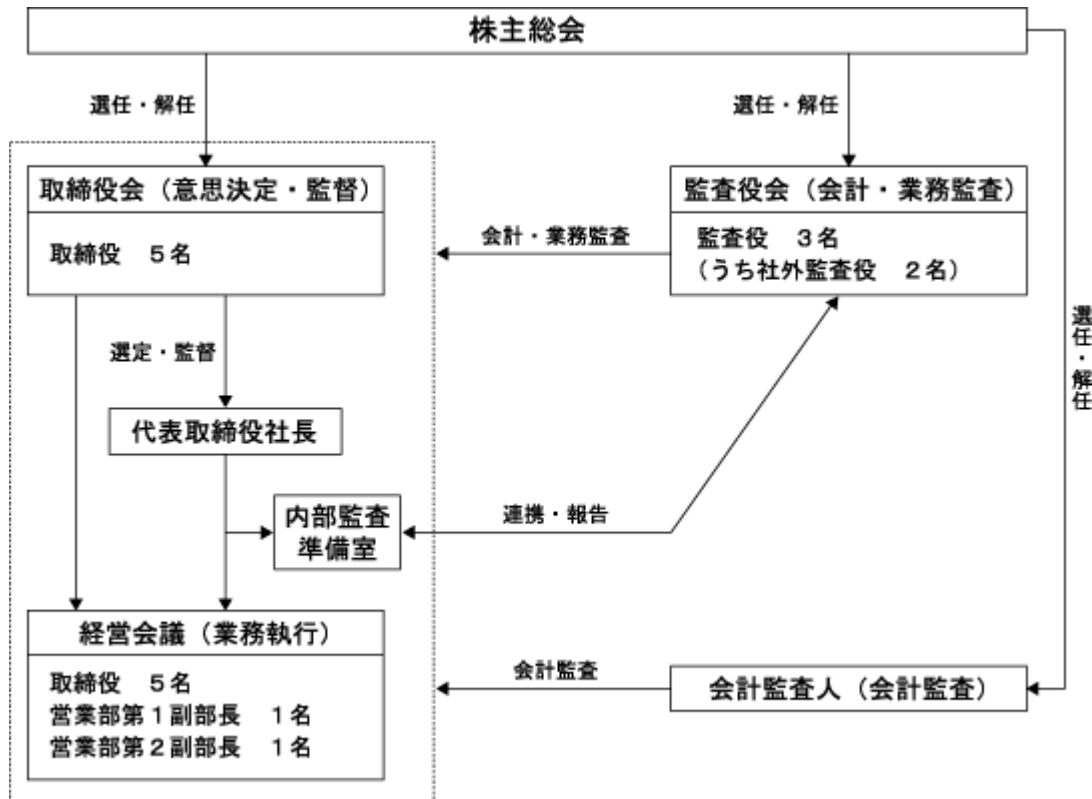 株主総会
選任・解任
選任・解任
取締役会（意思決定・監督）
取締役　５名
会計・業務監査
監査役会（会計・業務監査）
監査役　３名
（うち社外監査役　２名）
選任・解任
選定・監督
代表取締役社長
内部監査
準備室
連携・報告
経営会議（業務執行）
取締役　５名
営業部第１副部長　１名
営業部第２副部長　１名
会計監査
会計監査人（会計監査）